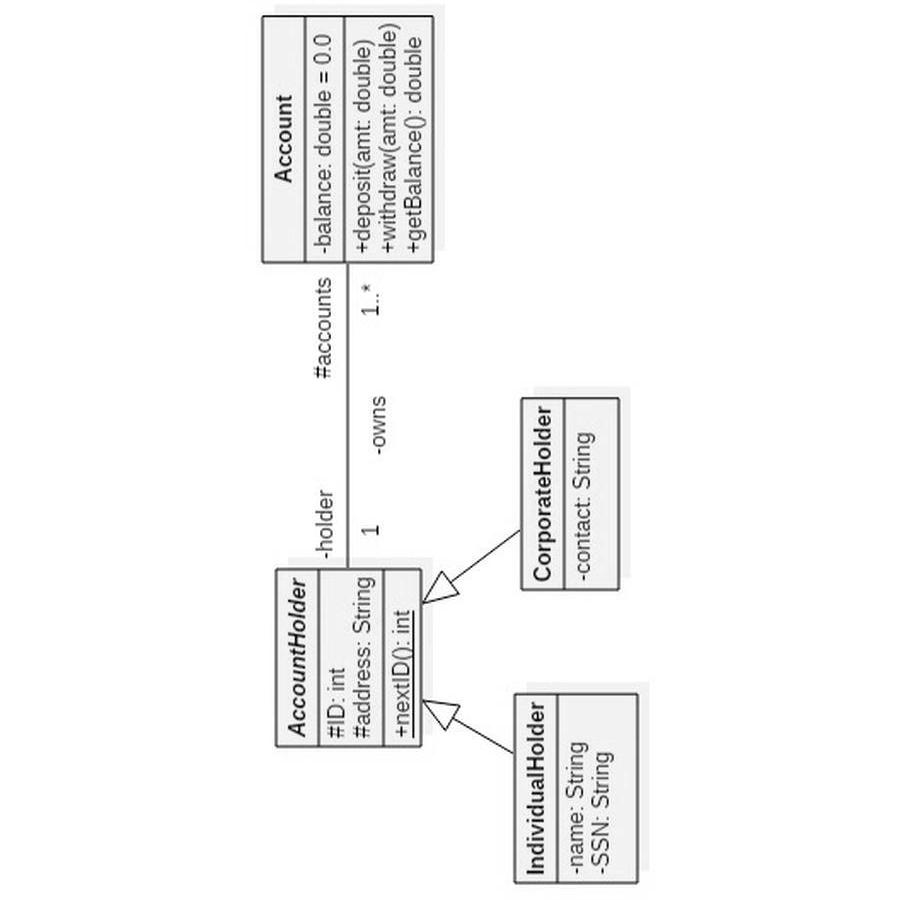 AccountHolder
#ID: int
#address: String
+nextID(): int
-holder
1
-owns
#accounts
1..*
Account
-balance: double = 0.0
+deposit(amt: double)
+withdraw(amt: double)
+getBalance(): double
IndividualHolder
-name: String
-SSN: String
CorporateHolder
-contact: String